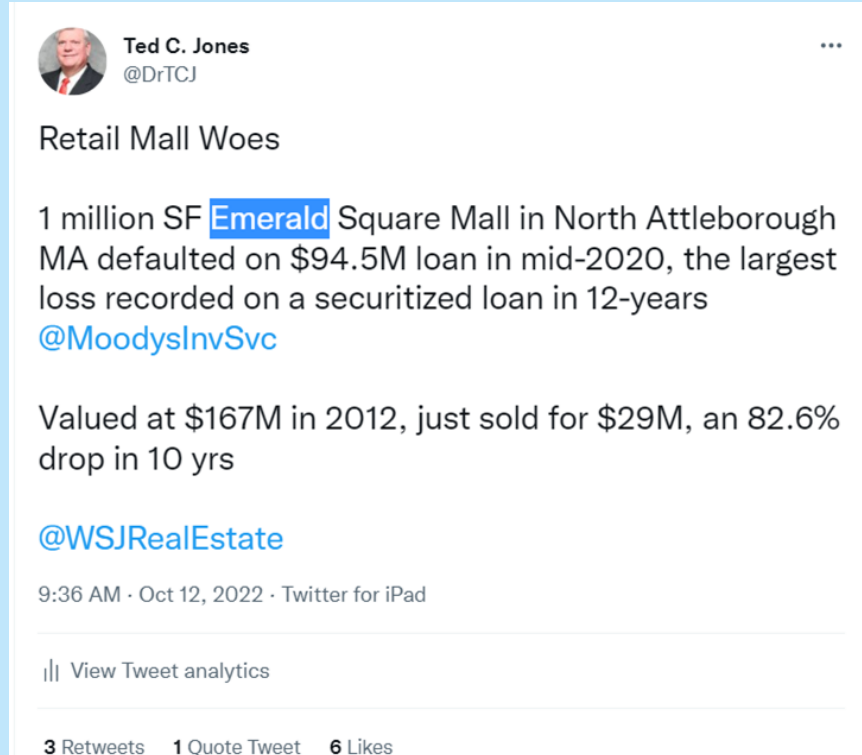 Ted C. Jones
@DrTCJ
Retail Mall Woes
1 million SF Emerald Square Mall in North Attleborough
MA defaulted on $94.5M loan in mid-2020, the largest
loss recorded on a securitized loan in 12-years
@MoodysInvSvc
Valued at $167M in 2012, just sold for $29M, an 82.6%
drop in 10 yrs
@WSJRealEstate
9:36 AM · Oct 12, 2022 · Twitter for iPad
View Tweet analytics
3 Retweets 1 Quote Tweet 6 Likes